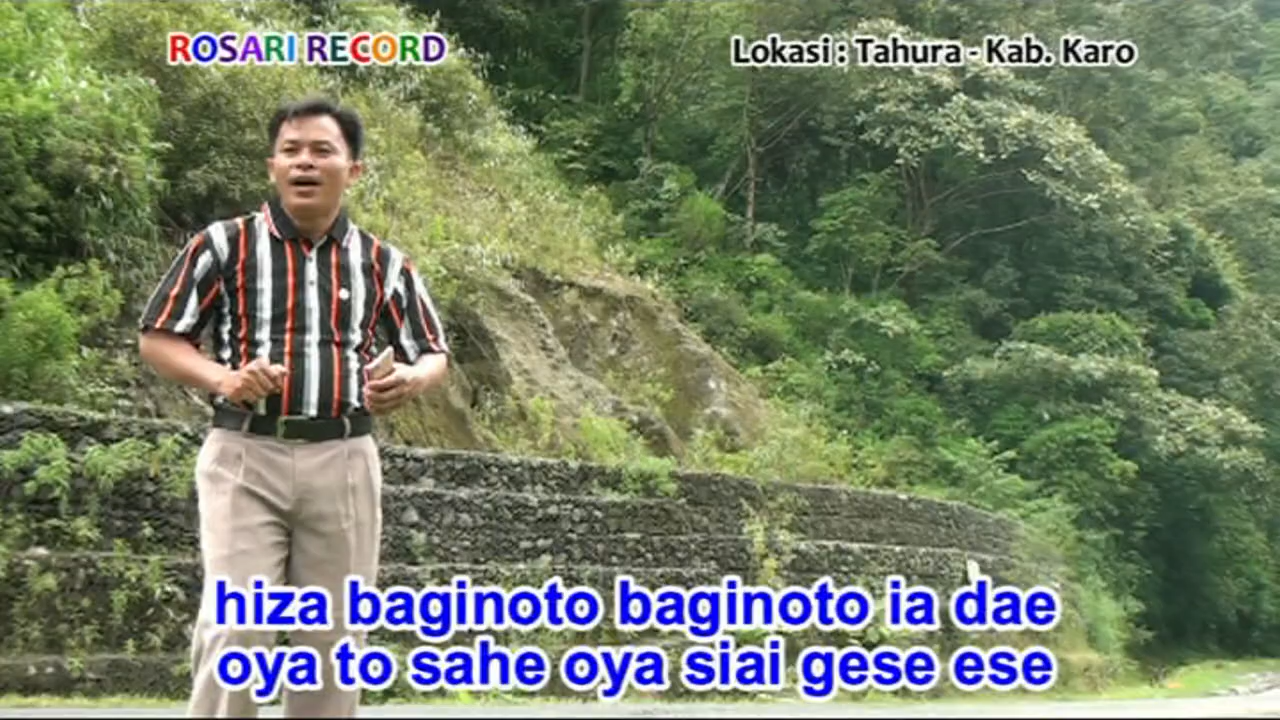 ROSARI RECORD
Lokasi : Tahura - Kab. Karo
hiza baginoto baginoto ia dae
oya to sahe oya siai gese ese